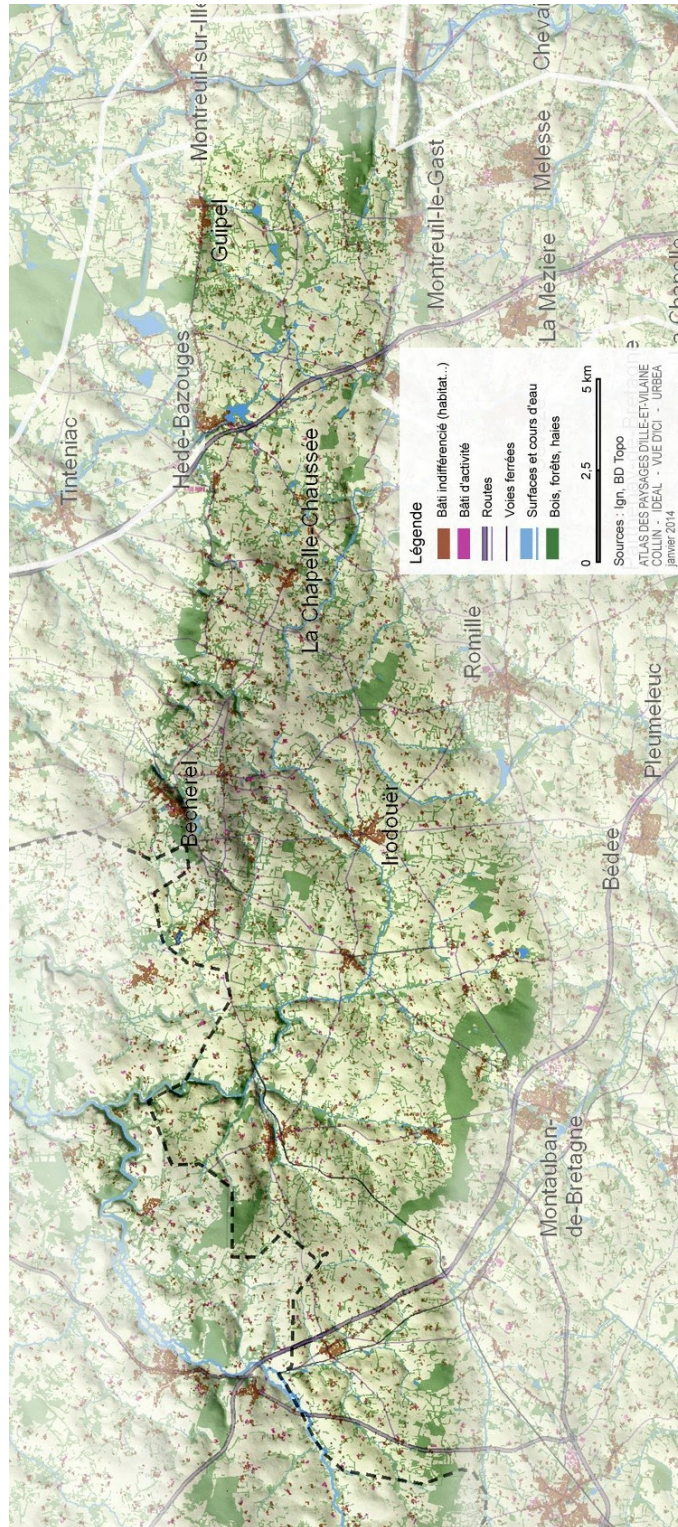 Tinténiac
Montreuil-sur-Ille
Hédé-Bazouges
Guipel
Bécherel
La Chapelle-Chaussée
Irodouër
Montreuil-le-Gast
Romillé
La Mézière
Melesse
Chevai
Montauban-
de-Bretagne
Bédée
Pleumeleuc
Légende
Bâti indifférencié (habitat...)
Bâti d'activité
Routes
Voies ferrées
Surfaces et cours d'eau
Bois, forêts, haies
0 2,5 5 km
Sources : Ign, BD Topo
ATLAS DES PAYSAGES D'ILLE-ET-VILAINE
COLLIN - IDEAL - VUE D'ICI - URBEA
janvier 2014